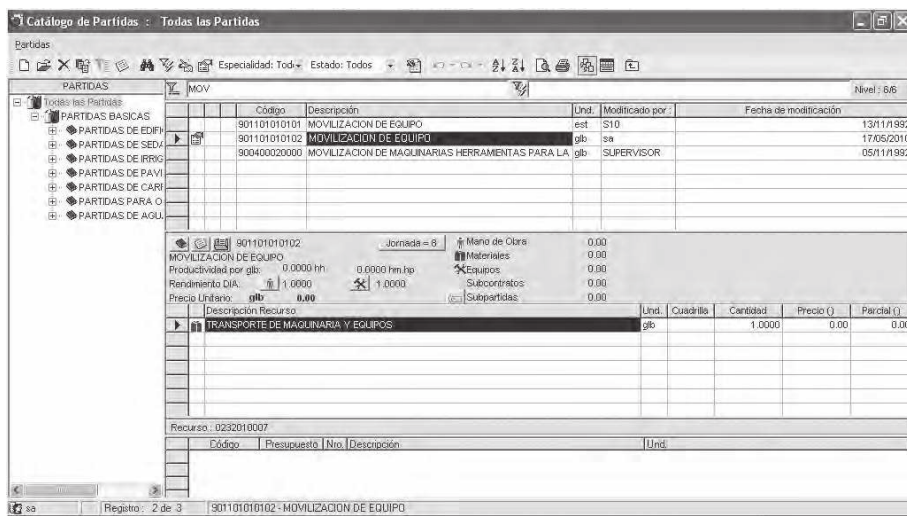 Catálogo de Partidas : Todas las Partidas
Partidas
Especialidad: Tod Estado: Todos
PARTIDAS
MOV
Nivel : 6/6
Todas las Partidas
PARTIDAS BASICAS
PARTIDAS DE EDIFI
PARTIDAS DE SEDA
PARTIDAS DE IRRIG
PARTIDAS DE PAVI
PARTIDAS DE CARR
PARTIDAS PARA O
PARTIDAS DE AGU
Código Descripción Und. Modificado por : Fecha de modificación
901101010101 MOVILIZACION DE EQUIPO est S10 13/11/1992
901101010102 MOVILIZACION DE EQUIPO glb sa 17/05/2010
900400020000 MOVILIZACION DE MAQUINARIAS HERRAMIENTAS PARA LA glb SUPERVISOR 05/11/1992
901101010102 Jornada = 8 Mano de Obra 0.00
MOVILIZACION DE EQUIPO Materiales 0.00
Productividad por glb: 0.0000 hh 0.0000 hm.hp Equipos 0.00
Rendimiento DIA: 1.0000 1.0000 Subcontratos 0.00
Precio Unitario: glb 0.00 Subpartidas 0.00
Descripción Recurso Und. Cuadrilla Cantidad Precio () Parcial ()
TRANSPORTE DE MAQUINARIA Y EQUIPOS glb 1.0000 0.00 0.00
Recurso : 0232010007
Código Presupuesto Nro. Descripción Und.
sa Registro : 2 de 3 901101010102 - MOVILIZACION DE EQUIPO